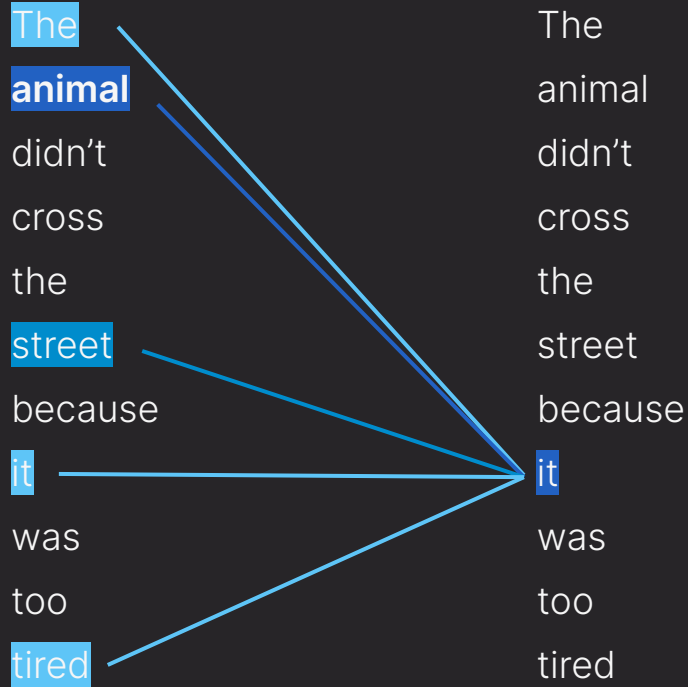 The
animal
didn’t
cross
the
street
because
it
was
too
tired
The
animal
didn’t
cross
the
street
because
it
was
too
tired